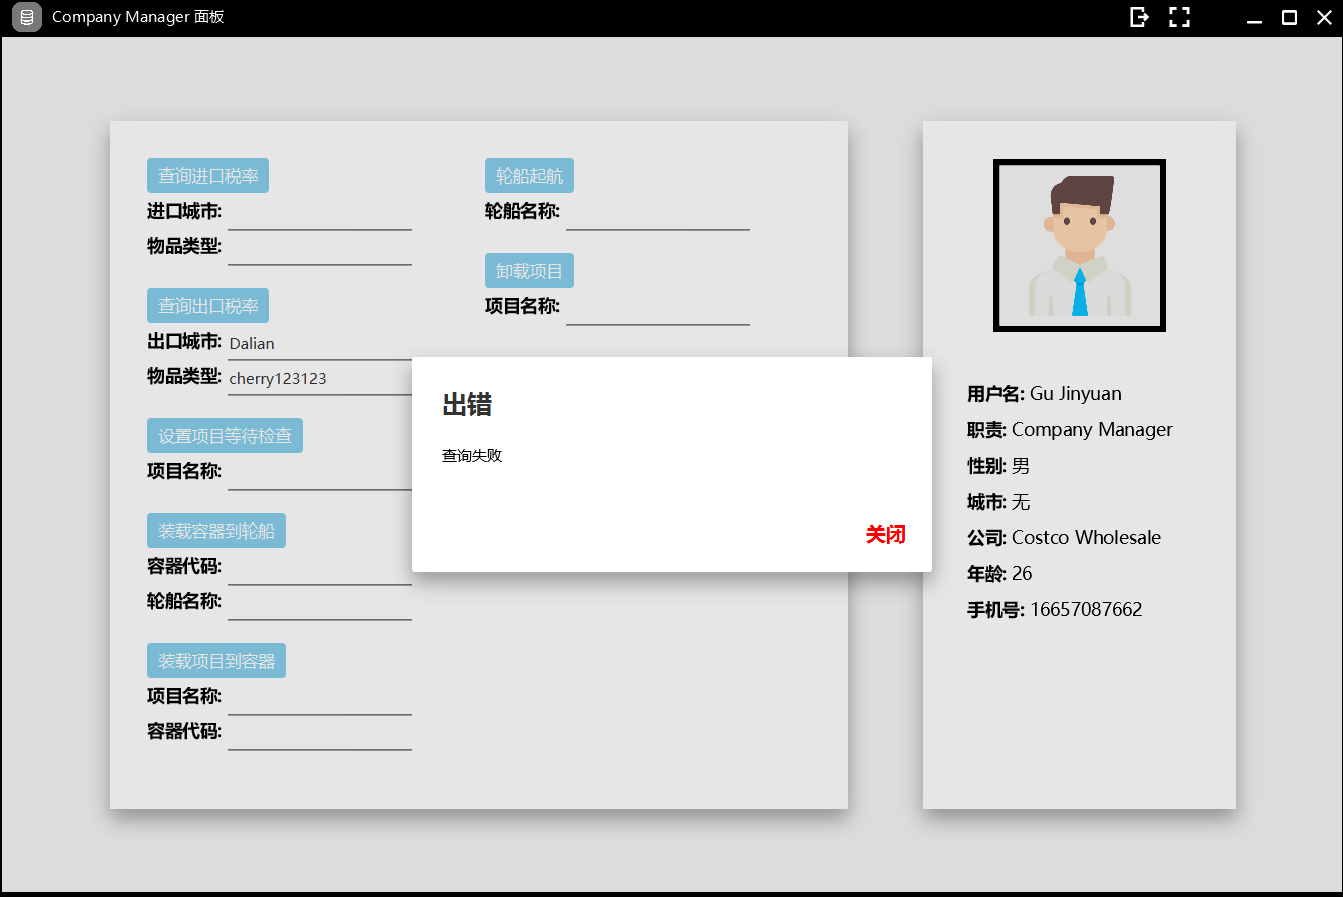 Company Manager 面板
查询进口税率
进口城市:
物品类型:
查询出口税率
出口城市: Dalian
物品类型: cherry123123
设置项目等待检查
项目名称:
装载容器到轮船
容器代码:
轮船名称:
装载项目到容器
项目名称:
容器代码:
轮船起航
轮船名称:
卸载项目
项目名称:
出错
查询失败
关闭
用户名: Gu Jinyuan
职责: Company Manager
性别: 男
城市: 无
公司: Costco Wholesale
年龄: 26
手机号: 16657087662